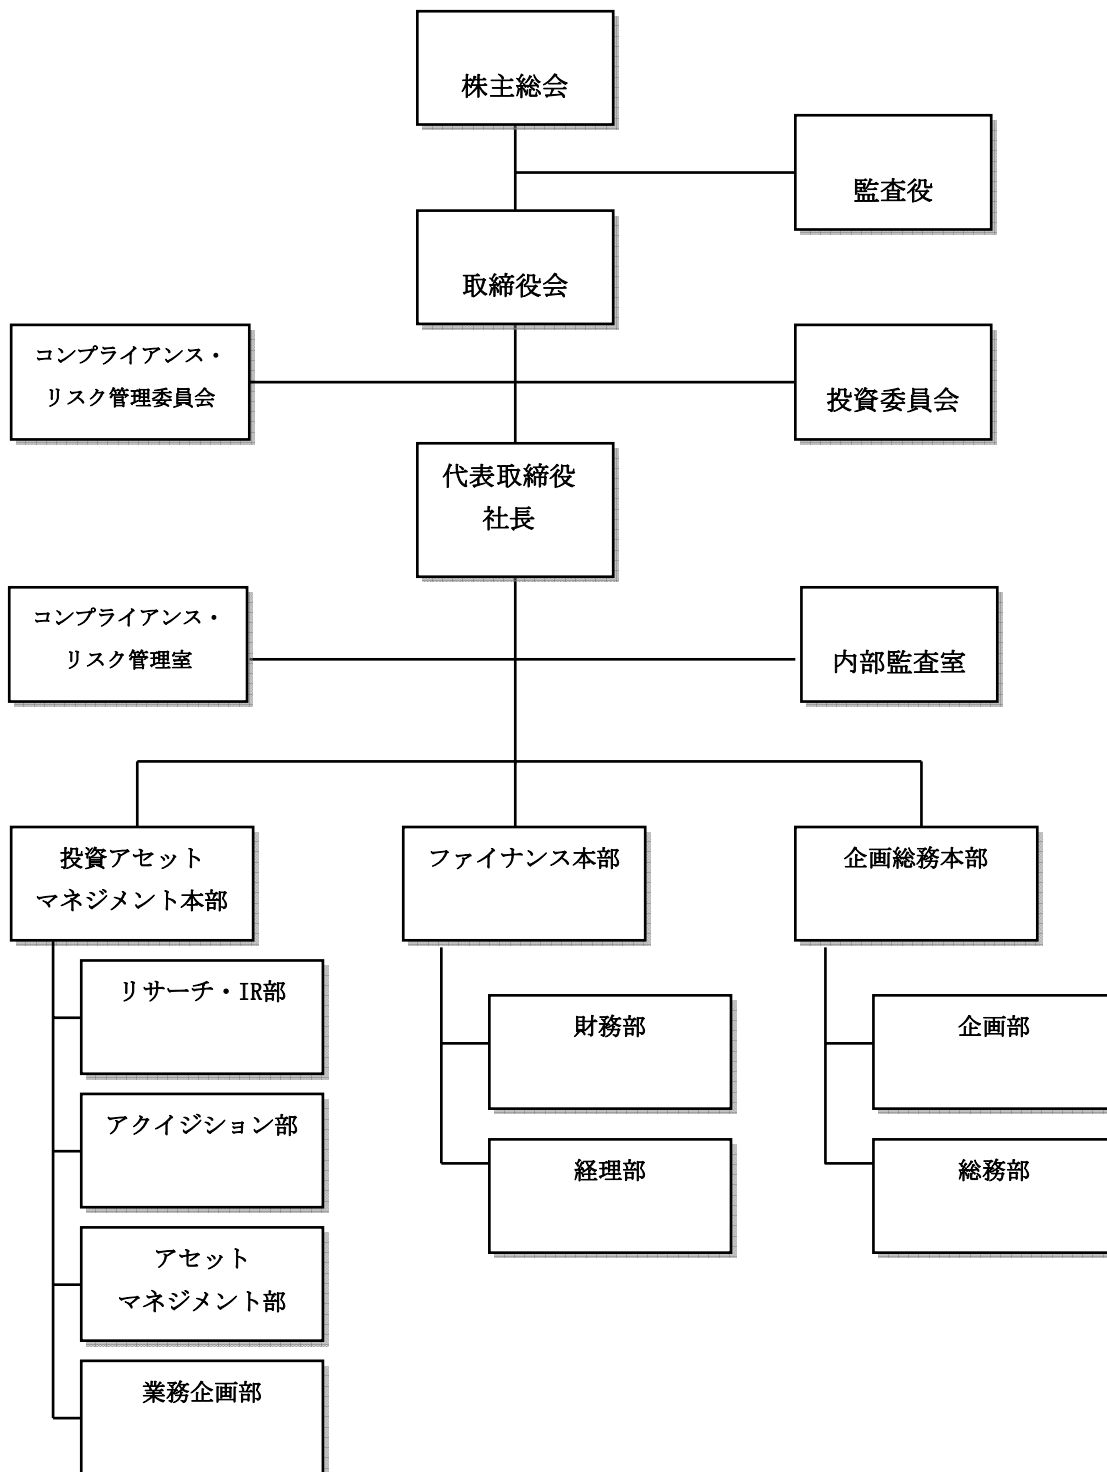 株主総会
監査役
取締役会
コンプライアンス・
リスク管理委員会
投資委員会
代表取締役
社長
コンプライアンス・
リスク管理室
内部監査室
投資アセット
マネジメント本部
ファイナンス本部
企画総務本部
リサーチ・IR部
アクイジション部
アセット
マネジメント部
業務企画部
財務部
経理部
企画部
総務部